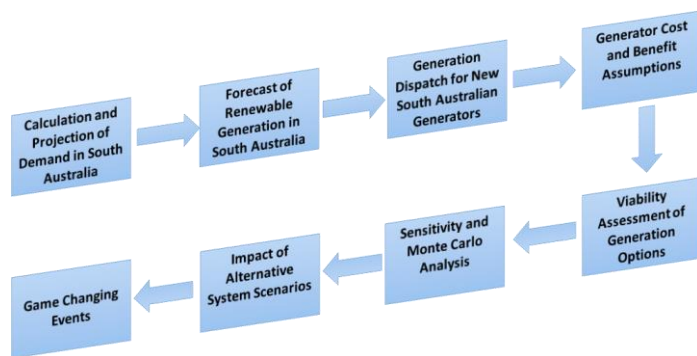 Calculation and
Projection of
Demand in South
Australia
Forecast of
Renewable
Generation in
South Australia
Generation
Dispatch for New
South Australian
Generators
Generator Cost
and Benefit
Assumptions
Viability
Assessment of
Generation
Options
Sensitivity and
Monte Carlo
Analysis
Impact of
Alternative
System Scenarios
Game Changing
Events